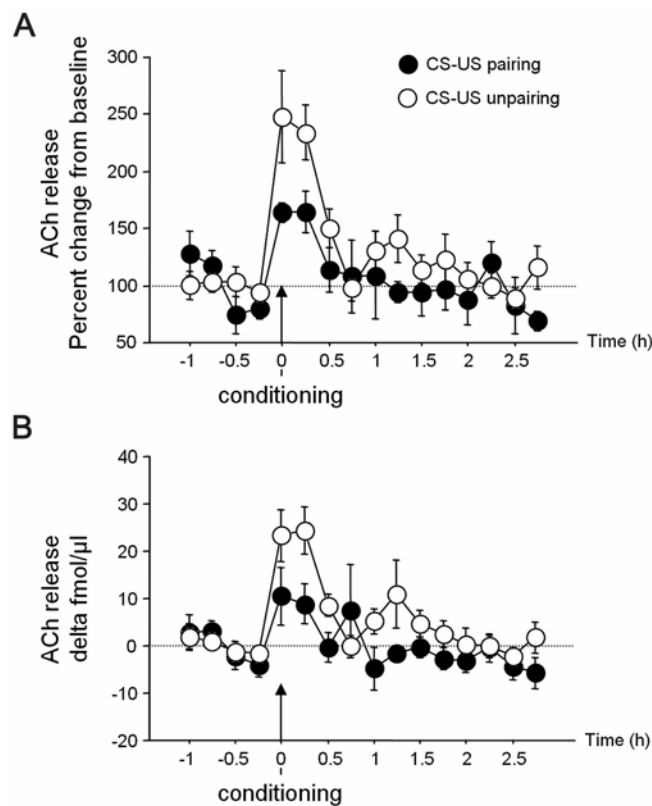 A
ACh release
Percent change from baseline
300
250
200
150
100
50
CS-US pairing
CS-US unpairing
-1 -0.5 0 0.5 1 1.5 2 2.5 Time (h)
conditioning
B
ACh release
delta fmol/µl
40
30
20
10
0
-10
-20
-1 -0.5 0 0.5 1 1.5 2 2.5 Time (h)
conditioning